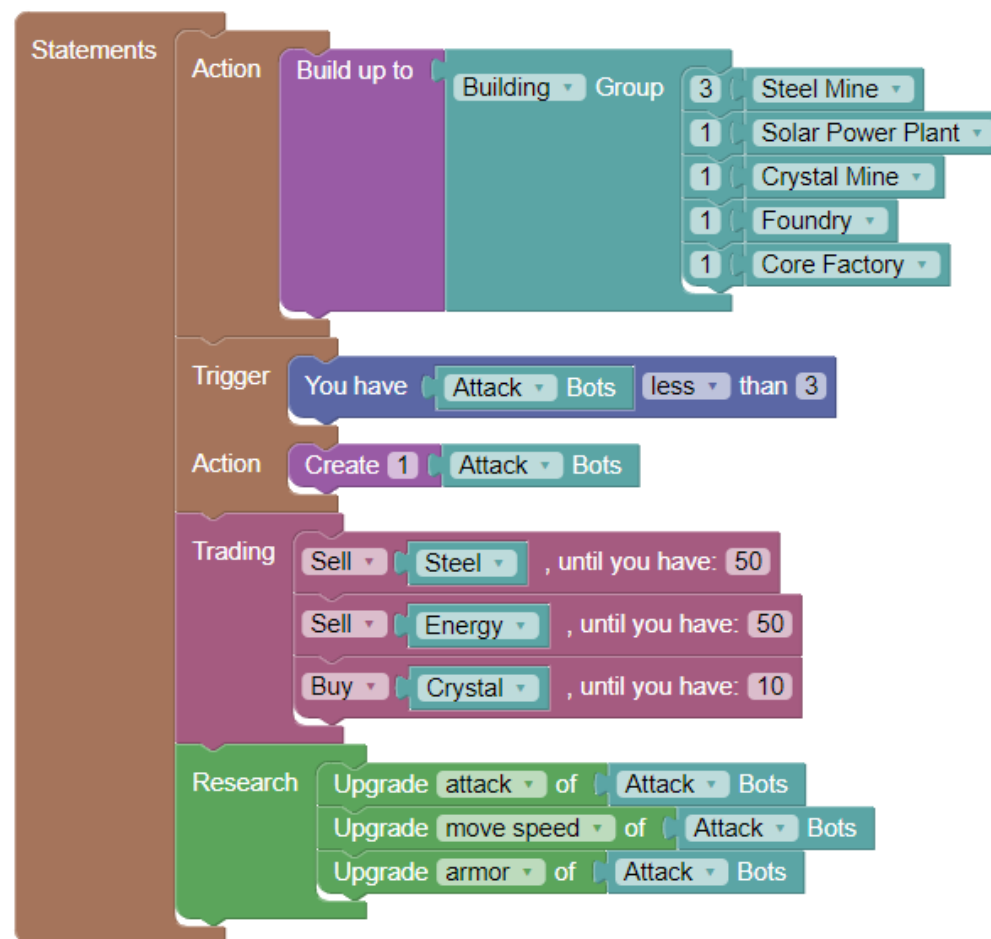 Statements
Action Build up to Building Group 3 Steel Mine
1 Solar Power Plant
1 Crystal Mine
1 Foundry
1 Core Factory
Trigger You have Attack Bots less than 3
Action Create 1 Attack Bots
Trading Sell Steel , until you have: 50
Sell Energy , until you have: 50
Buy Crystal , until you have: 10
Research Upgrade attack of Attack Bots
Upgrade move speed of Attack Bots
Upgrade armor of Attack Bots